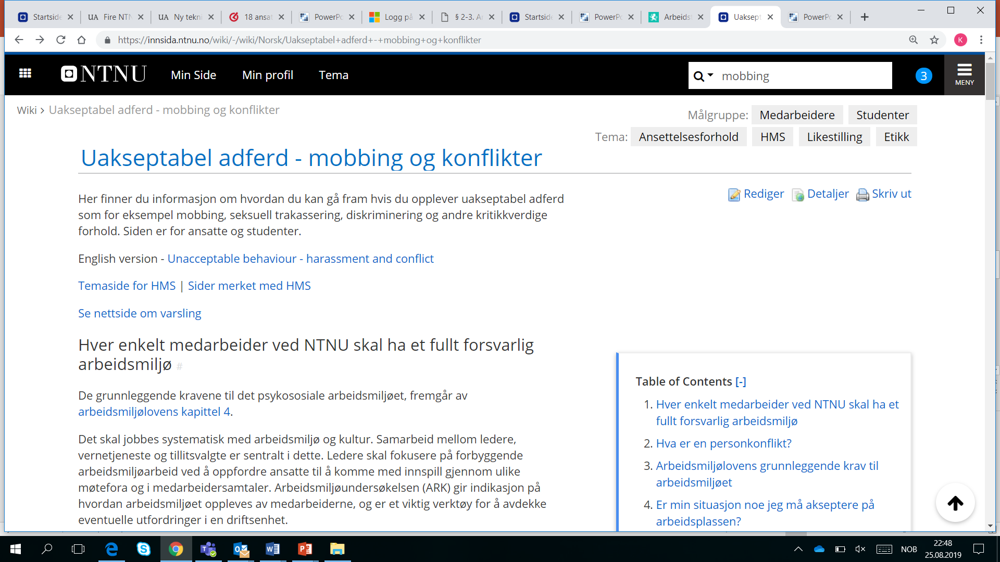 Startside
UA Fire NTN
UA Ny tekni
18 ansat
PowerPo
Logg på
§ 2-3. A
Startside
PowerPo
Arbeidst
Uaksept
PowerPo
https://innsida.ntnu.no/wiki/-/wiki/Norsk/Uakseptabel+adferd+-+mobbing+og+konflikter
K
NTNU
Min Side
Min profil
Tema
mobbing
3
MENY
Wiki › Uakseptabel adferd - mobbing og konflikter
Målgruppe: Medarbeidere Studenter
Tema: Ansettelsesforhold HMS Likestilling Etikk
Uakseptabel adferd - mobbing og konflikter
Rediger Detaljer Skriv ut
Her finner du informasjon om hvordan du kan gå fram hvis du opplever uakseptabel adferd
som for eksempel mobbing, seksuell trakassering, diskriminering og andre kritikkverdige
forhold. Siden er for ansatte og studenter.
English version - Unacceptable behaviour - harassment and conflict
Temaside for HMS | Sider merket med HMS
Se nettside om varsling
Hver enkelt medarbeider ved NTNU skal ha et fullt forsvarlig
arbeidsmiljø #
De grunnleggende kravene til det psykososiale arbeidsmiljøet, fremgår av
arbeidsmiljølovens kapittel 4.
Det skal jobbes systematisk med arbeidsmiljø og kultur. Samarbeid mellom ledere,
vernetjeneste og tillitsvalgte er sentralt i dette. Ledere skal fokusere på forbyggende
arbeidsmiljøarbeid ved å oppfordre ansatte til å komme med innspill gjennom ulike
møtefora og i medarbeidersamtaler. Arbeidsmiljøundersøkelsen (ARK) gir indikasjon på
hvordan arbeidsmiljøet oppleves av medarbeiderne, og er et viktig verktøy for å avdekke
eventuelle utfordringer i en driftsenhet.
Table of Contents [-]
1. Hver enkelt medarbeider ved NTNU skal ha et
fullt forsvarlig arbeidsmiljø
2. Hva er en personkonflikt?
3. Arbeidsmiljølovens grunnleggende krav til
arbeidsmiljøet
4. Er min situasjon noe jeg må akseptere på
arbeidsplassen?
NOB
22:48
25.08.2019